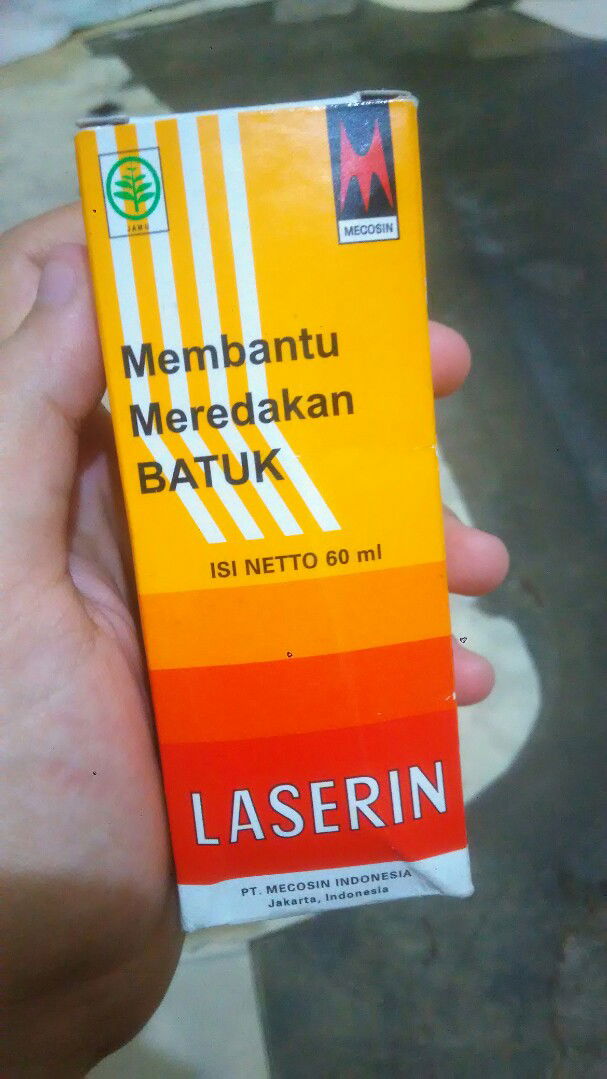 JAMU
MECOSIN
Membantu
Meredakan
BATUK
ISI NETTO 60 ml
LASERIN
PT. MECOSIN INDONESIA
Jakarta, Indonesia